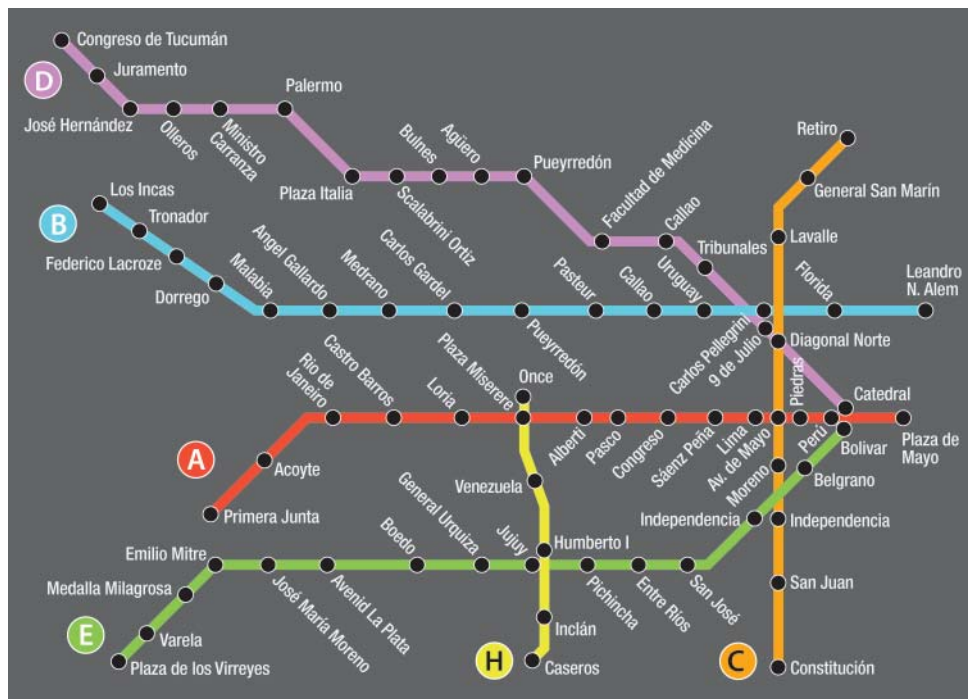 Congreso de Tucumán
Juramento
D
José Hernández
Olleros
Ministro
Carranza
Palermo
Plaza Italia
Scalabrini Ortiz
Bulnes
Agüero
Pueyrredón
Facultad de Medicina
Callao
Tribunales
9 de Julio
Catedral
Retiro
General San Marín
Lavalle
Diagonal Norte
Av. de Mayo
Moreno
Independencia
San Juan
Constitución
C
Los Incas
B
Tronador
Federico Lacroze
Dorrego
Malabia
Angel Gallardo
Medrano
Carlos Gardel
Pueyrredón
Pasteur
Callao
Uruguay
Carlos Pellegrini
Florida
Leandro
N. Alem
Rio de
Janeiro
Castro Barros
Loria
Plaza Miserere
Alberti
Pasco
Congreso
Sáenz Peña
Lima
Piedras
Perú
Plaza de
Mayo
A
Acoyte
Primera Junta
Once
Venezuela
Humberto I
Inclán
Caseros
H
Bolivar
Belgrano
Independencia
San José
Entre Rios
Pichincha
Jujuy
General Urquiza
Boedo
Avenid La Plata
José María Moreno
Emilio Mitre
Medalla Milagrosa
Varela
Plaza de los Virreyes
E